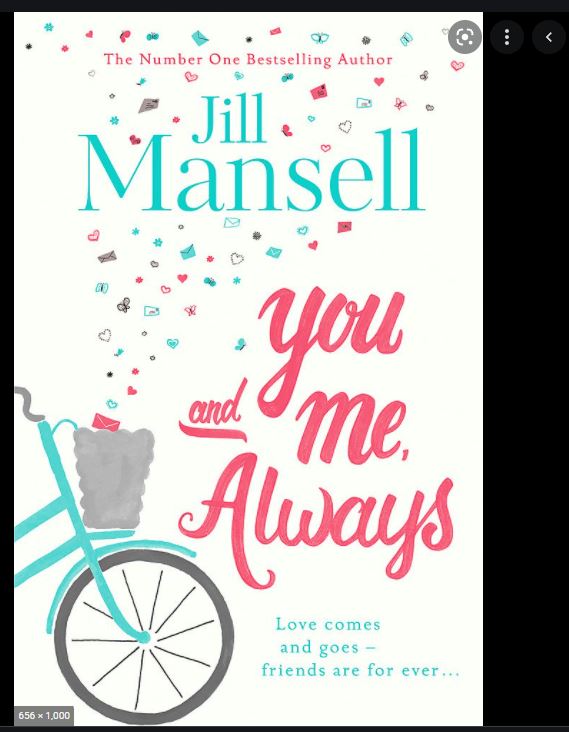 The Number One Bestselling Author
Jill
Mansell
you
and me,
Always
Love comes
and goes –
friends are for ever...
656 × 1,000